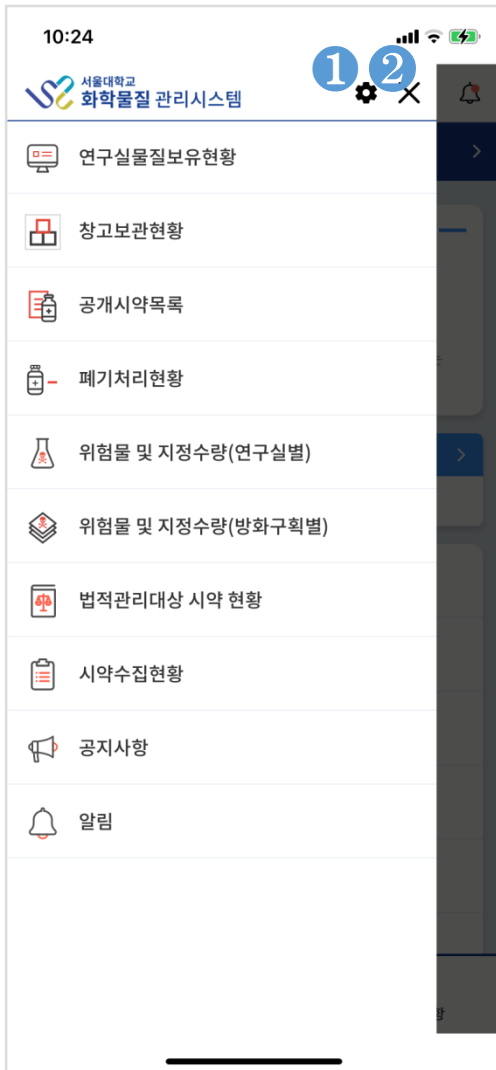 10:24
❶ ❷
서울대학교
화학물질 관리시스템
연구실물질보유현황
창고보관현황
공개시약목록
폐기처리현황
위험물 및 지정수량(연구실별)
위험물 및 지정수량(방화구획별)
법적관리대상 시약 현황
시약수집현황
공지사항
알림